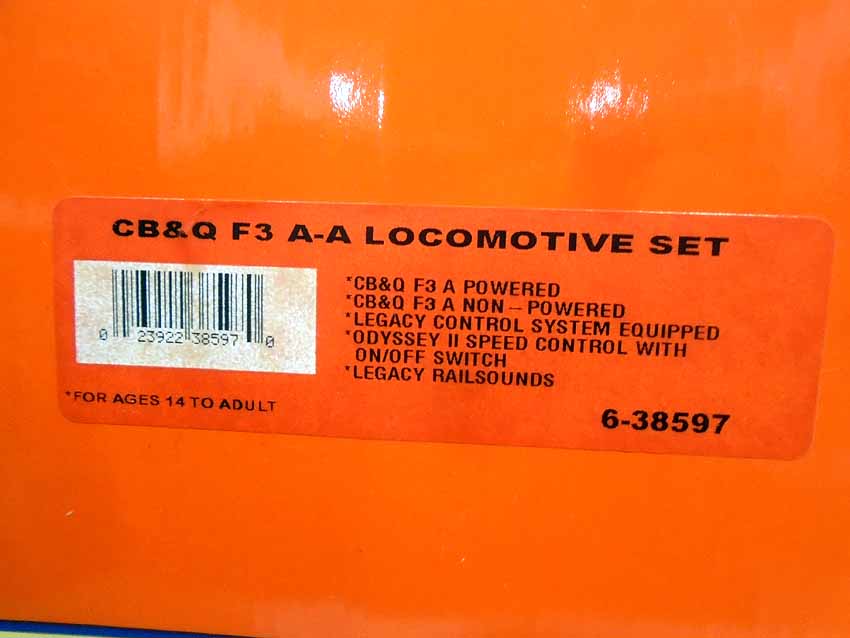 CB&Q F3 A-A LOCOMOTIVE SET
*CB&Q F3 A POWERED
*CB&Q F3 A NON – POWERED
*LEGACY CONTROL SYSTEM EQUIPPED
*ODYSSEY II SPEED CONTROL WITH
ON/OFF SWITCH
*LEGACY RAILSOUNDS
0 23922 38597 0
*FOR AGES 14 TO ADULT
6-38597